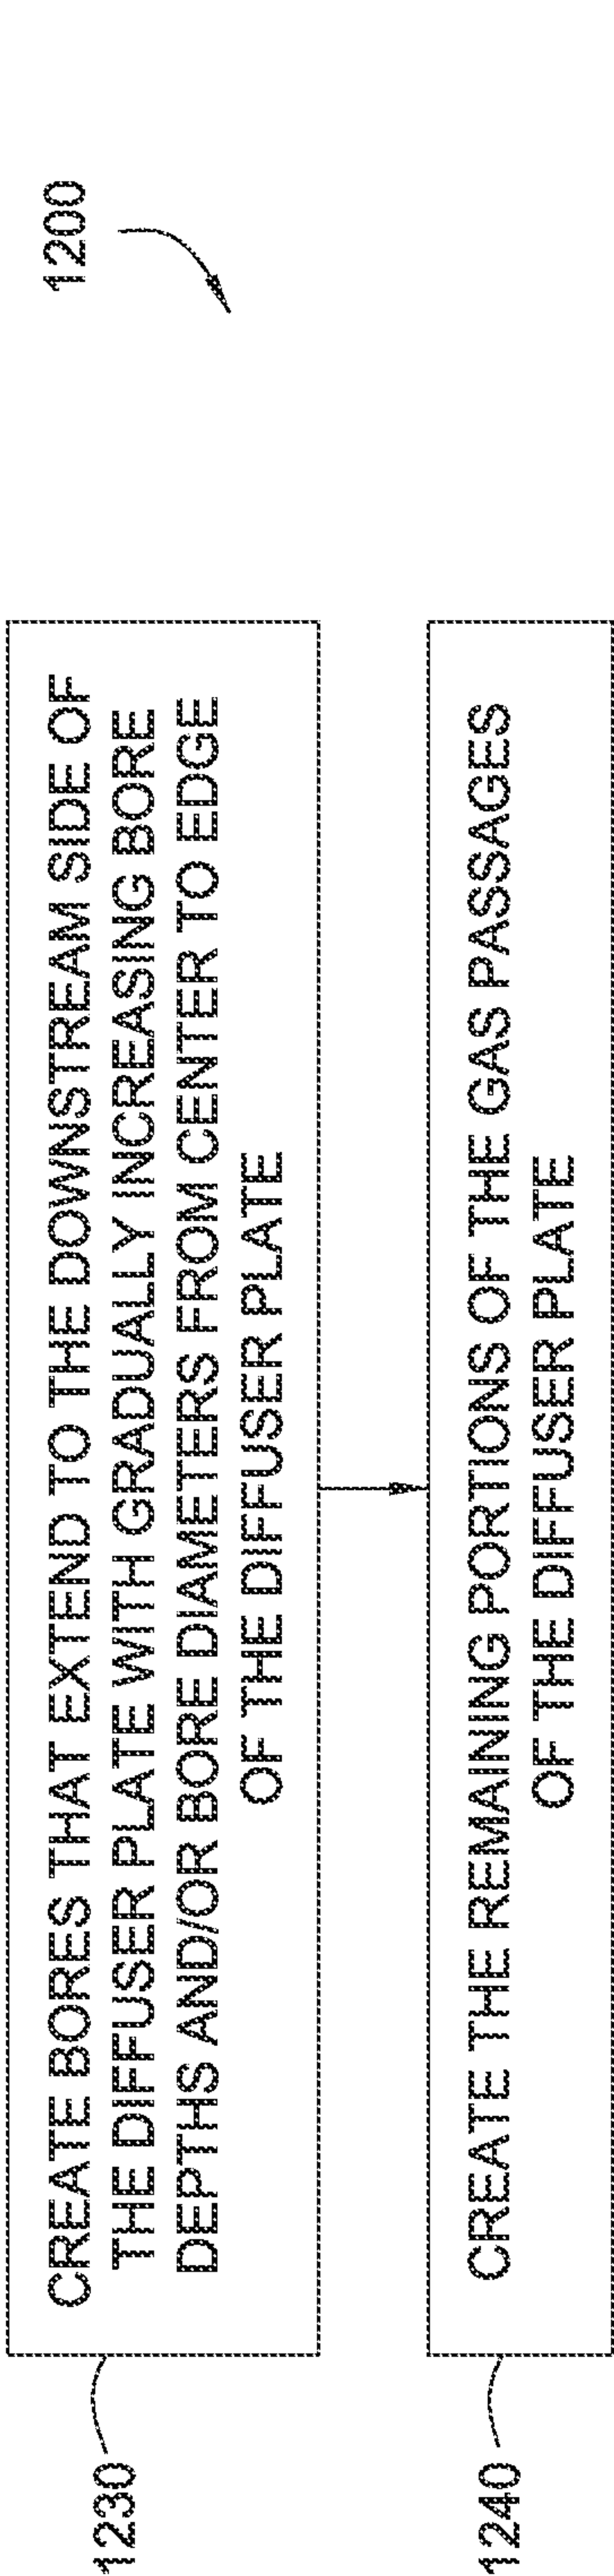 1200
1230
CREATE BORES THAT EXTEND TO THE DOWNSTREAM SIDE OF
THE DIFFUSER PLATE WITH GRADUALLY INCREASING BORE
DEPTHS AND/OR BORE DIAMETERS FROM CENTER TO EDGE
OF THE DIFFUSER PLATE
1240
CREATE THE REMAINING PORTIONS OF THE GAS PASSAGES
OF THE DIFFUSER PLATE